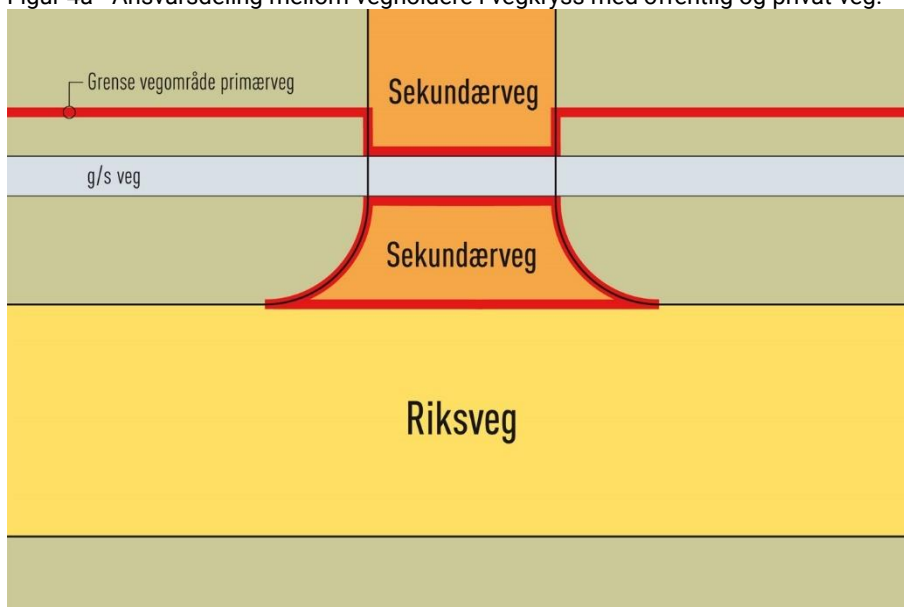 Figur 4a - Ansvarsdeling mellom vegholdere i vegkryss med offentlig og privat veg.
Grense vegområde primærveg
Sekundærveg
g/s veg
Sekundærveg
Riksveg